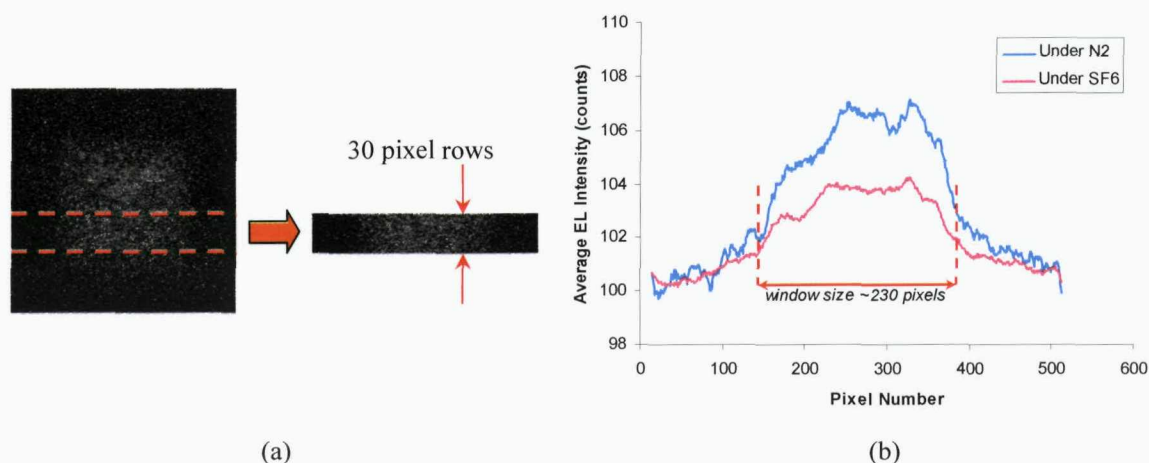 30 pixel rows
(a)
110
108
106
104
102
100
98
Average EL Intensity (counts)
Under N2
Under SF6
window size ~230 pixels
0
100
200
300
400
500
600
Pixel Number
(b)